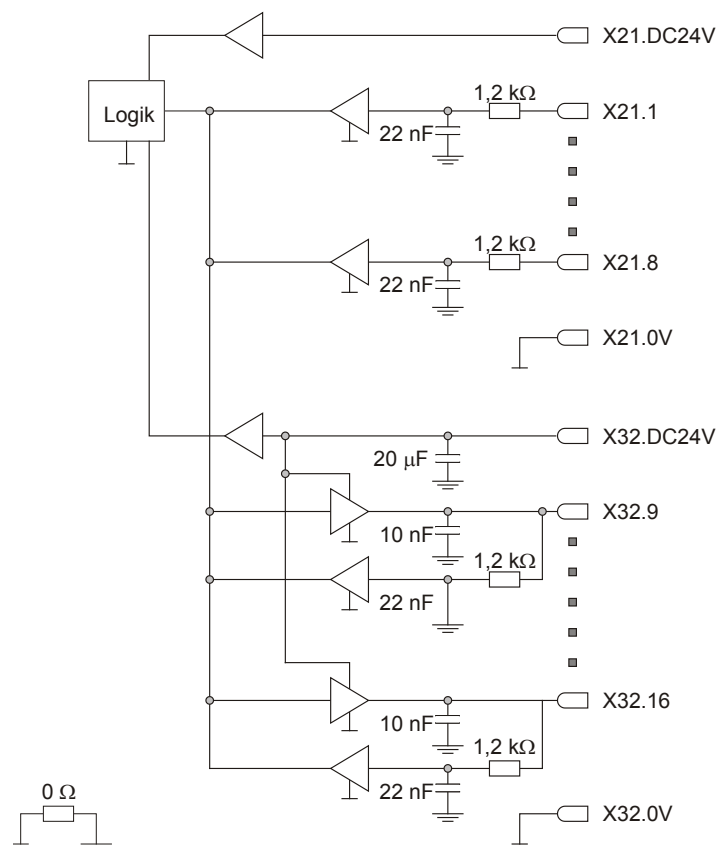 X21.DC24V
1,2 kΩ
Logik
X21.1
22 nF
1,2 kΩ
X21.8
22 nF
X21.0V
X32.DC24V
20 μF
X32.9
10 nF
1,2 kΩ
22 nF
X32.16
10 nF
1,2 kΩ
22 nF
0 Ω
X32.0V